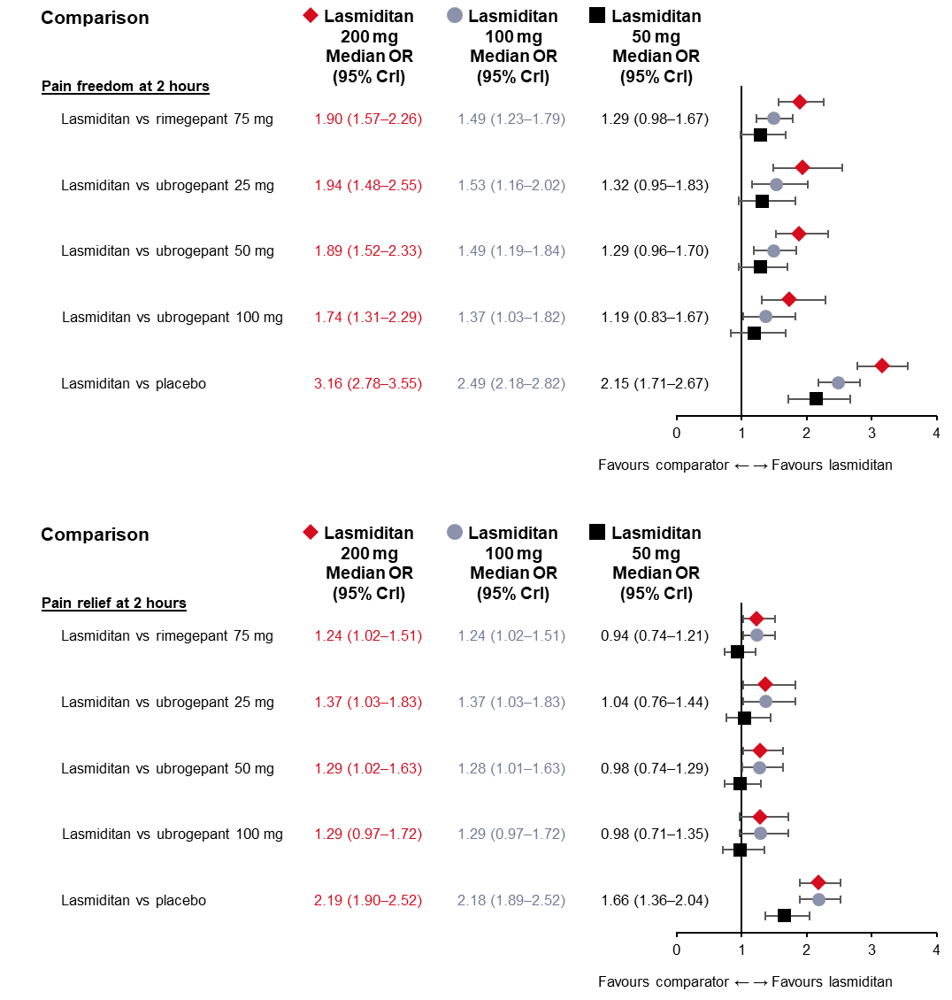 Comparison
Lasmiditan 200 mg Median OR (95% CrI)
Lasmiditan 100 mg Median OR (95% CrI)
Lasmiditan 50 mg Median OR (95% CrI)
Pain freedom at 2 hours
Lasmiditan vs rimegepant 75 mg 1.90 (1.57–2.26) 1.49 (1.23–1.79) 1.29 (0.98–1.67)
Lasmiditan vs ubrogepant 25 mg 1.94 (1.48–2.55) 1.53 (1.16–2.02) 1.32 (0.95–1.83)
Lasmiditan vs ubrogepant 50 mg 1.89 (1.52–2.33) 1.49 (1.19–1.84) 1.29 (0.96–1.70)
Lasmiditan vs ubrogepant 100 mg 1.74 (1.31–2.29) 1.37 (1.03–1.82) 1.19 (0.83–1.67)
Lasmiditan vs placebo 3.16 (2.78–3.55) 2.49 (2.18–2.82) 2.15 (1.71–2.67)
0 1 2 3 4
Favours comparator ←→ Favours lasmiditan
Comparison
Lasmiditan 200 mg Median OR (95% CrI)
Lasmiditan 100 mg Median OR (95% CrI)
Lasmiditan 50 mg Median OR (95% CrI)
Pain relief at 2 hours
Lasmiditan vs rimegepant 75 mg 1.24 (1.02–1.51) 1.24 (1.02–1.51) 0.94 (0.74–1.21)
Lasmiditan vs ubrogepant 25 mg 1.37 (1.03–1.83) 1.37 (1.03–1.83) 1.04 (0.76–1.44)
Lasmiditan vs ubrogepant 50 mg 1.29 (1.02–1.63) 1.28 (1.01–1.63) 0.98 (0.74–1.29)
Lasmiditan vs ubrogepant 100 mg 1.29 (0.97–1.72) 1.29 (0.97–1.72) 0.98 (0.71–1.35)
Lasmiditan vs placebo 2.19 (1.90–2.52) 2.18 (1.89–2.52) 1.66 (1.36–2.04)
0 1 2 3 4
Favours comparator ←→ Favours lasmiditan